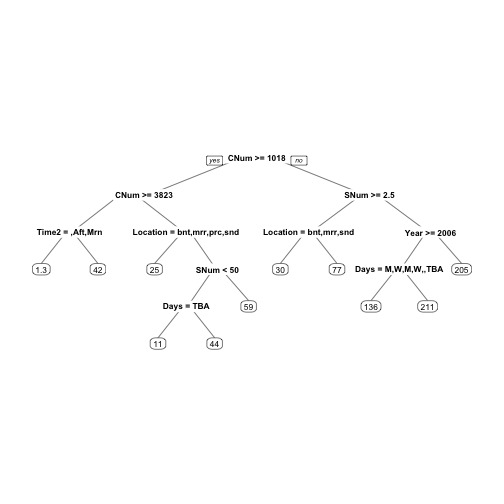 yes CNum >= 1018 no
CNum >= 3823 SNum >= 2.5
Time2 = ,Aft,Mrn Location = bnt,mrr,prc,snd Location = bnt,mrr,snd Year >= 2006
1.3 42 25 SNum < 50 30 77 Days = M,W,M,W,,TBA 205
Days = TBA 59 136 211
11 44